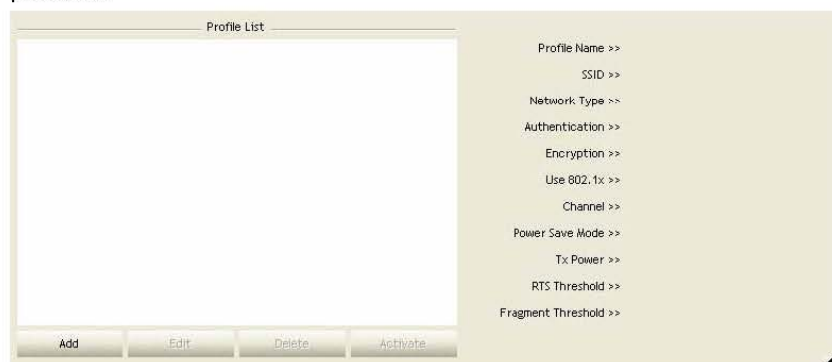 Profile List
Profile Name >>
SSID >>
Network Type >>
Authentication >>
Encryption >>
Use 802.1x >>
Channel >>
Power Save Mode >>
Tx Power >>
RTS Threshold >>
Fragment Threshold >>
Add Edit Delete Activate